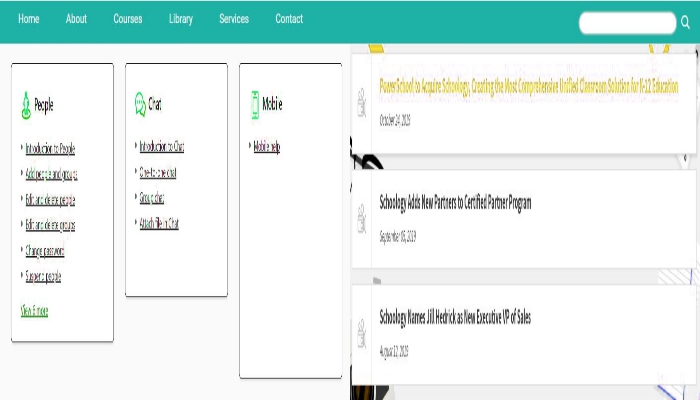 Home About Courses Library Services Contact
People
Introduction to People
Add people and groups
Edit and delete people
Edit and delete groups
Change password
Suspend people
View 6 more
Chat
Introduction to Chat
One-to-one chat
Group chat
Attach file in Chat
Mobile
Mobile help
PowerSchool to Acquire Schoology, Creating the Most Comprehensive Unified Classroom Solution for K-12 Education
October 24, 2019
Schoology Adds New Partners to Certified Partner Program
September 05, 2019
Schoology Names Jill Hedrick as New Executive VP of Sales
August 12, 2019